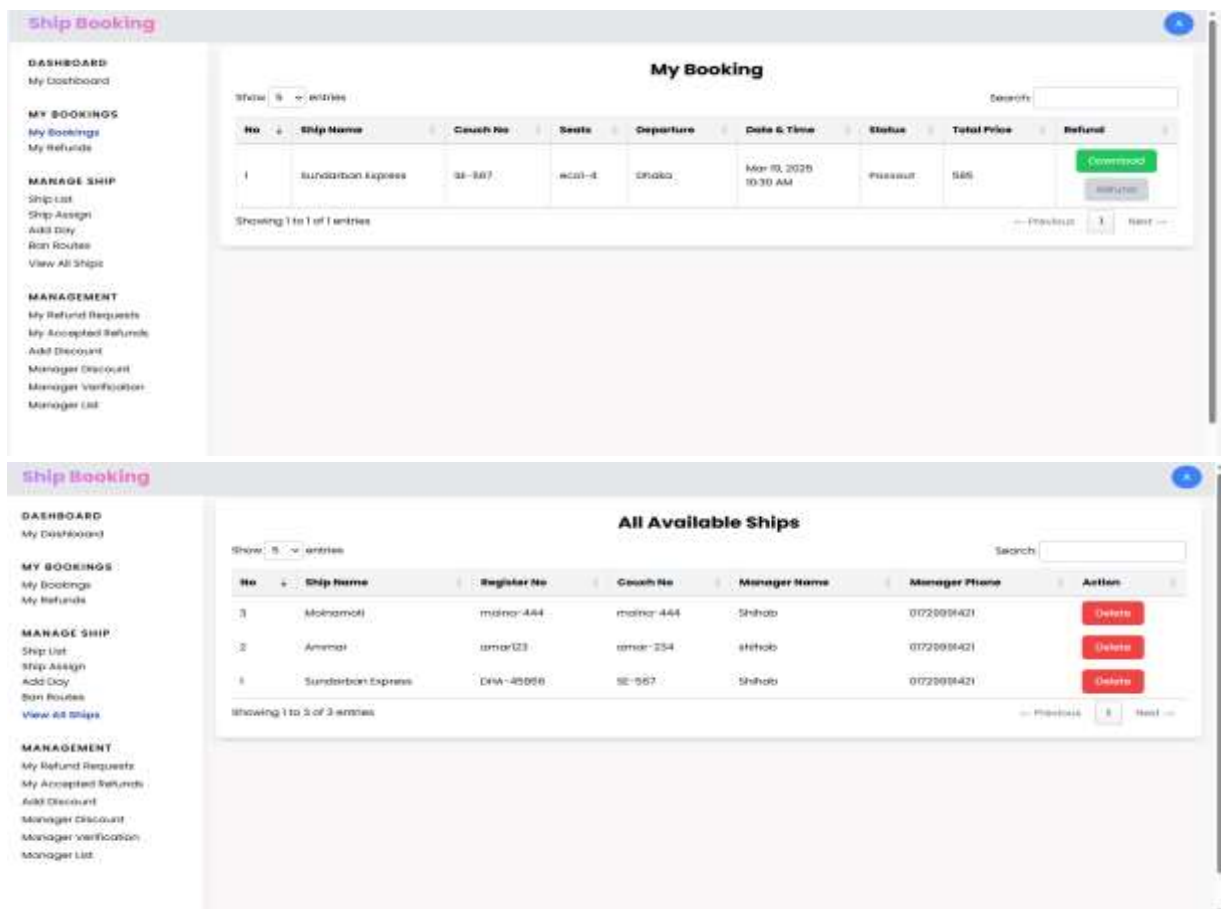 Ship Booking
A
DASHBOARD
My Dashboard
MY BOOKINGS
My Bookings
My Refunds
MANAGE SHIP
Ship List
Ship Assign
Add Day
Ban Routes
View All Ships
MANAGEMENT
My Refund Requests
My Accepted Refunds
Add Discount
Manager Discount
Manager Verification
Manager List
My Booking
Show 5 entries Search:
No Ship Name Couch No Seats Departure Date & Time Status Total Price Refund
1 Sundarban Express SE-567 Dhaka Mar 19, 2025 10:30 AM 585 Download Refund
Showing 1 to 1 of 1 entries ← Previous 1 Next →
Ship Booking
A
DASHBOARD
My Dashboard
MY BOOKINGS
My Bookings
My Refunds
MANAGE SHIP
Ship List
Ship Assign
Add Day
Ban Routes
View All Ships
MANAGEMENT
My Refund Requests
My Accepted Refunds
Add Discount
Manager Discount
Manager Verification
Manager List
All Available Ships
Show 5 entries Search:
No Ship Name Register No Couch No Manager Name Manager Phone Action
3 Moinamoti moina-444 moina-444 Shihab 01729991421 Delete
2 Ammar amar123 amar-234 shihab 01729991421 Delete
1 Sundarban Express SE-567 Shihab 01729991421 Delete
Showing 1 to 3 of 3 entries ← Previous 1 Next →